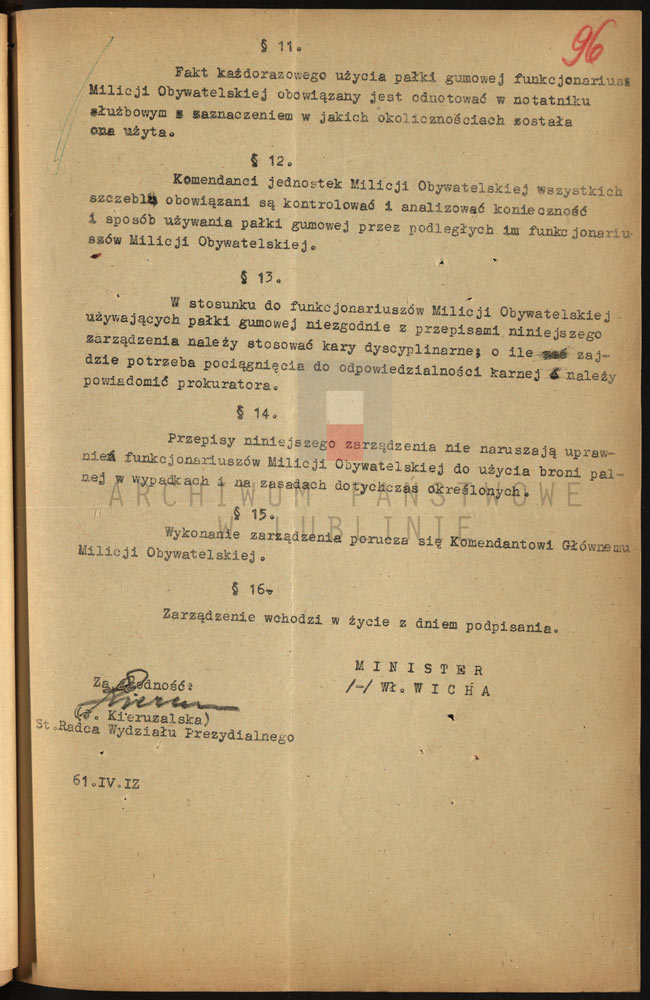 96
§ 11.
Fakt każdorazowego użycia pałki gumowej funkcjonariusz
Milicji Obywatelskiej obowiązany jest odnotować w notatniku
służbowym z zaznaczeniem w jakich okolicznościach została
ona użyta.
§ 12.
Komendanci jednostek Milicji Obywatelskiej wszystkich
szczebli obowiązani są kontrolować i analizować konieczność
i sposób używania pałki gumowej przez podległych im funkcjonariu-
szów Milicji Obywatelskiej.
§ 13.
W stosunku do funkcjonariuszów Milicji Obywatelskiej
używających pałki gumowej niezgodnie z przepisami niniejszego
zarządzenia należy stosować kary dyscyplinarne; o ile zaj-
dzie potrzeba pociągnięcia do odpowiedzialności karnej należy
powiadomić prokuratora.
§ 14.
Przepisy niniejszego zarządzenia nie naruszają upraw-
nień funkcjonariuszów Milicji Obywatelskiej do użycia broni pal-
nej w wypadkach i na zasadach dotychczas określonych.
ARCHIWUM PAŃSTWOWE
W LUBLINIE
§ 15.
Wykonanie zarządzenia porucza się Komendantowi Głównemu
Milicji Obywatelskiej.
§ 16.
Zarządzenie wchodzi w życie z dniem podpisania.
MINISTER
/-/ Wł. WICHA
Za zgodność:
(J. Kieruzalska)
St.Radca Wydziału Prezydialnego
61.IV.IZ